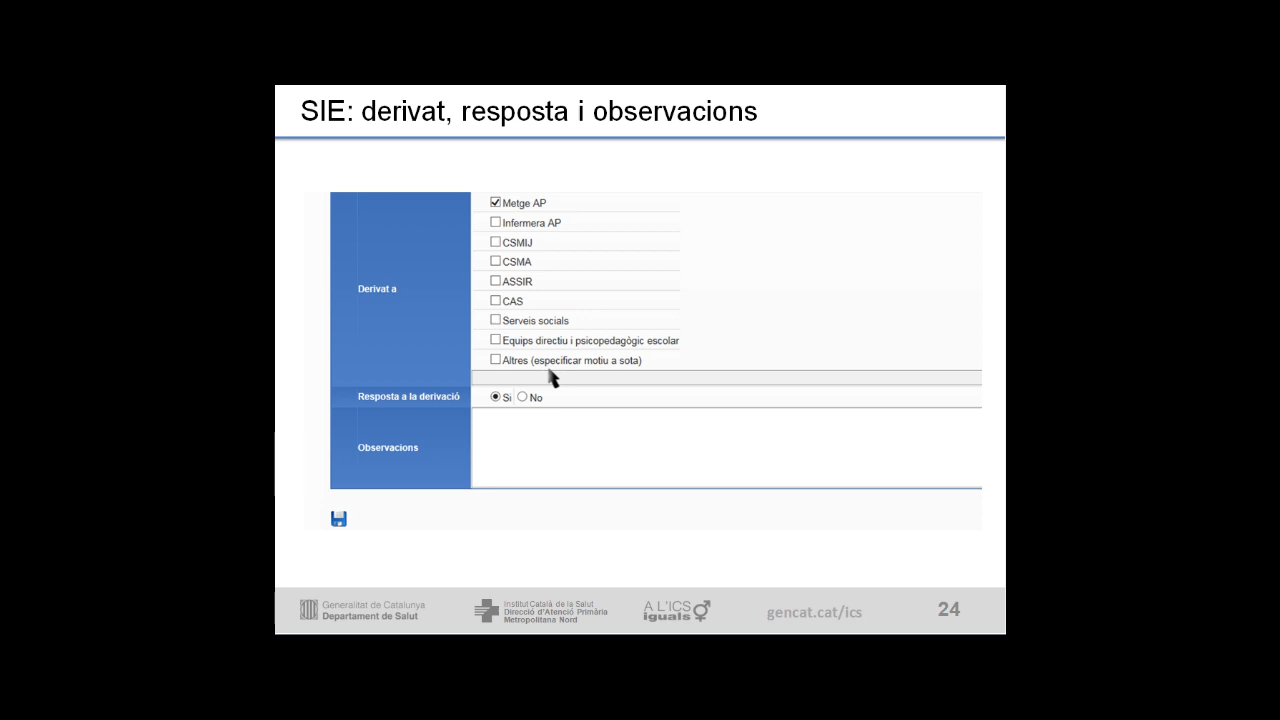 SIE: derivat, resposta i observacions
Metge AP
Infermera AP
CSMIJ
CSMA
ASSIR
CAS
Serveis socials
Equips directiu i psicopedagògic escolar
Altres (especificar motiu a sota)
Derivat a
Resposta a la derivació
Si No
Observacions
Generalitat de Catalunya
Departament de Salut
Institut Català de la Salut
Direcció d'Atenció Primària
Metropolitana Nord
A L'ICS
iguals
gencat.cat/ics
24